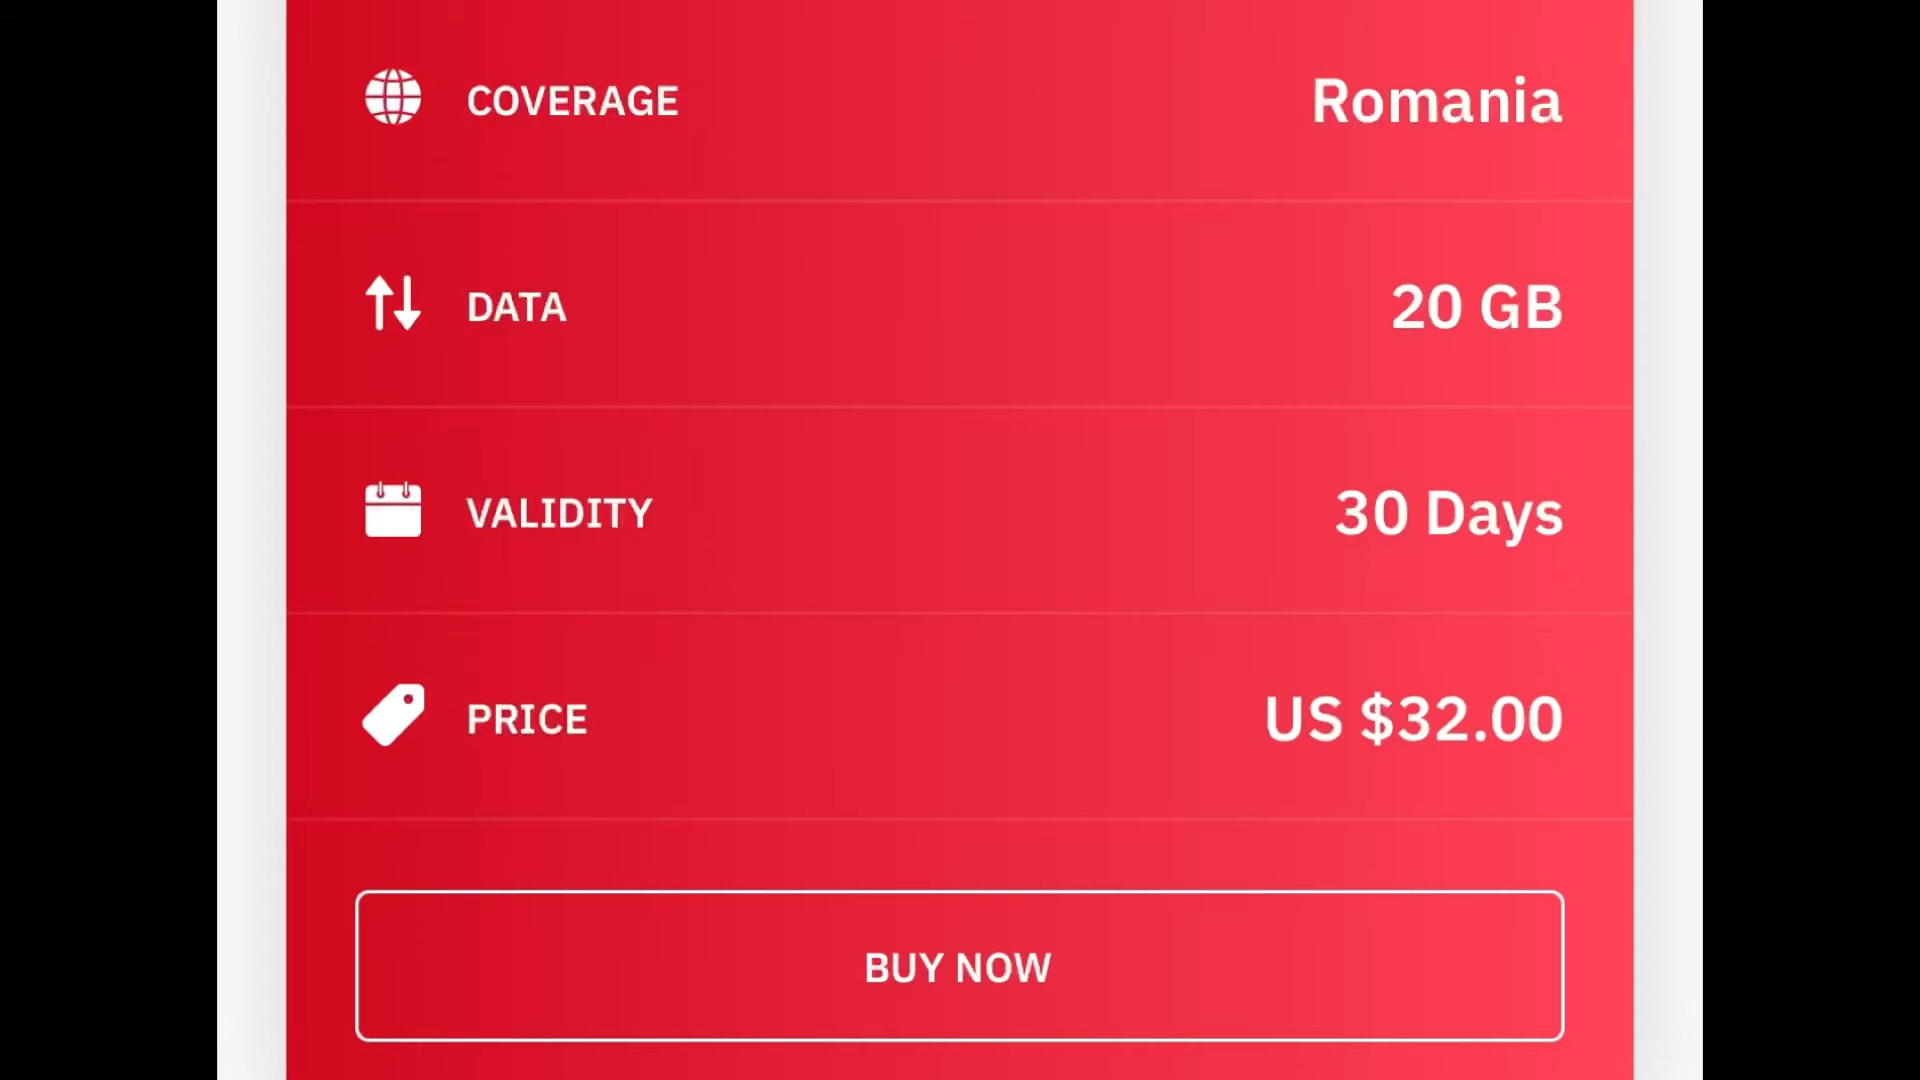 COVERAGE Romania
DATA 20 GB
VALIDITY 30 Days
PRICE US $32.00
BUY NOW